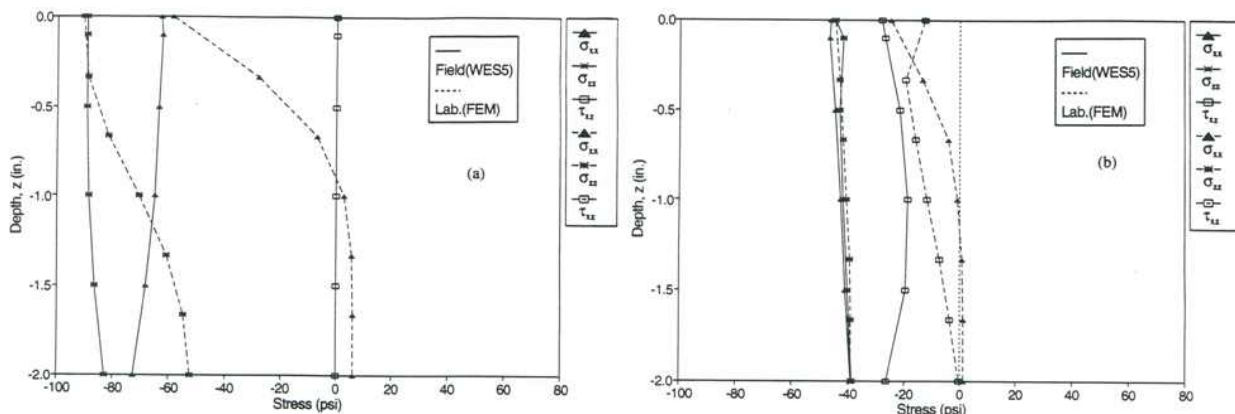 0.0
-0.5
-1.0
-1.5
-2.0
Depth, z (in.)
-100 -80 -60 -40 -20 0 20 40 60 80
Stress (psi)
Field(WES5)
Lab.(FEM)
(a)
σxx
σzz
τxz
σxx
σzz
τxz
0.0
-0.5
-1.0
-1.5
-2.0
Depth, z (in.)
-100 -80 -60 -40 -20 0 20 40 60 80
Stress (psi)
Field(WES5)
Lab.(FEM)
(b)
σxx
σzz
τxz
σxx
σzz
τxz